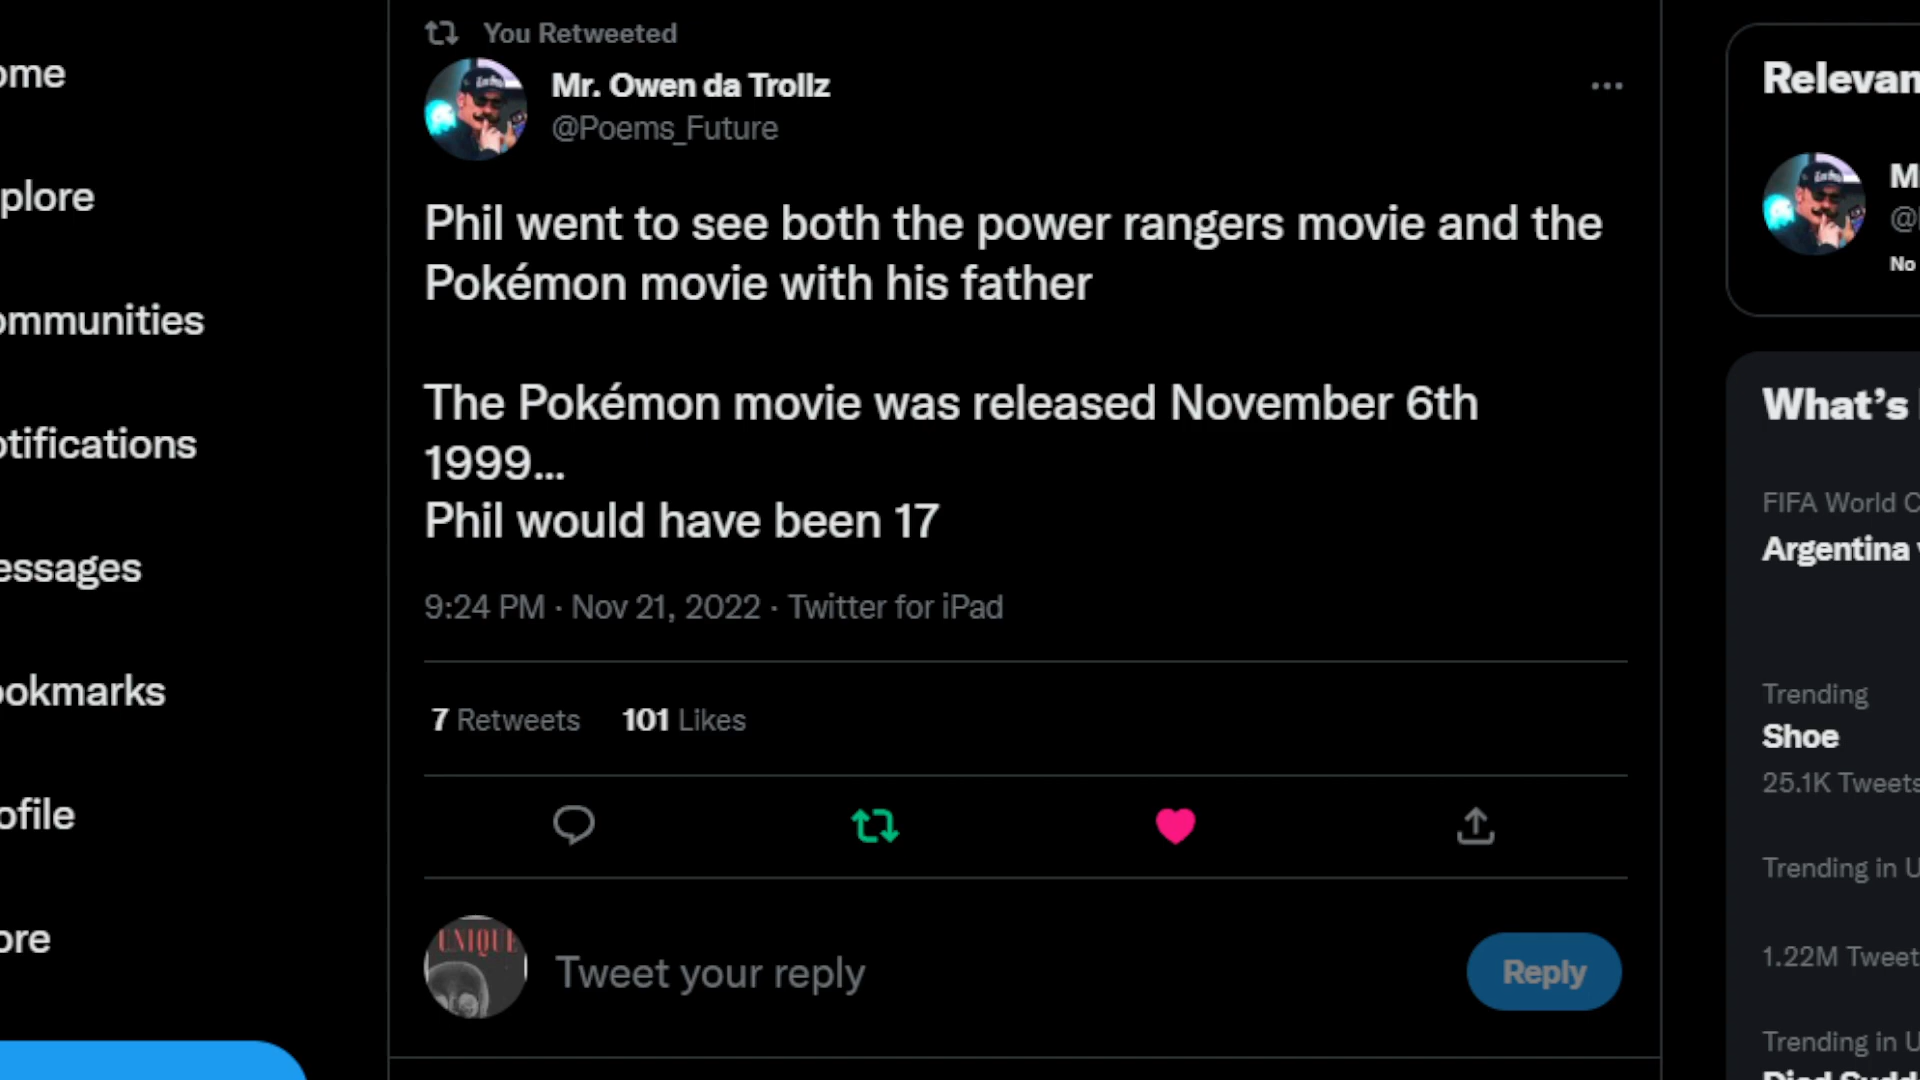 You Retweeted
Mr. Owen da Trollz
@Poems_Future
Phil went to see both the power rangers movie and the
Pokémon movie with his father
The Pokémon movie was released November 6th
1999...
Phil would have been 17
9:24 PM · Nov 21, 2022 · Twitter for iPad
7 Retweets 101 Likes
UNIQUE
Tweet your reply
Reply
ome
plore
ommunities
otifications
essages
ookmarks
ofile
ore
Relevan
M
@
No
What's
FIFA World C
Argentina
Trending
Shoe
25.1K Tweets
Trending in U
1.22M Tweet
Trending in U